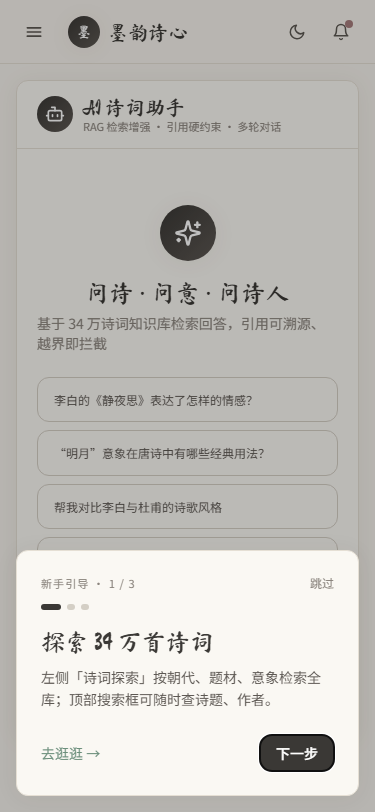 墨 墨韵诗心
AI诗词助手
RAG 检索增强 · 引用硬约束 · 多轮对话
问诗 · 问意 · 问诗人
基于 34 万诗词知识库检索回答，引用可溯源、
越界即拦截
李白的《静夜思》表达了怎样的情感？
“明月”意象在唐诗中有哪些经典用法？
帮我对比李白与杜甫的诗歌风格
新手引导 · 1 / 3 跳过
探索 34 万首诗词
左侧「诗词探索」按朝代、题材、意象检索全
库；顶部搜索框可随时查诗题、作者。
去逛逛 → 下一步